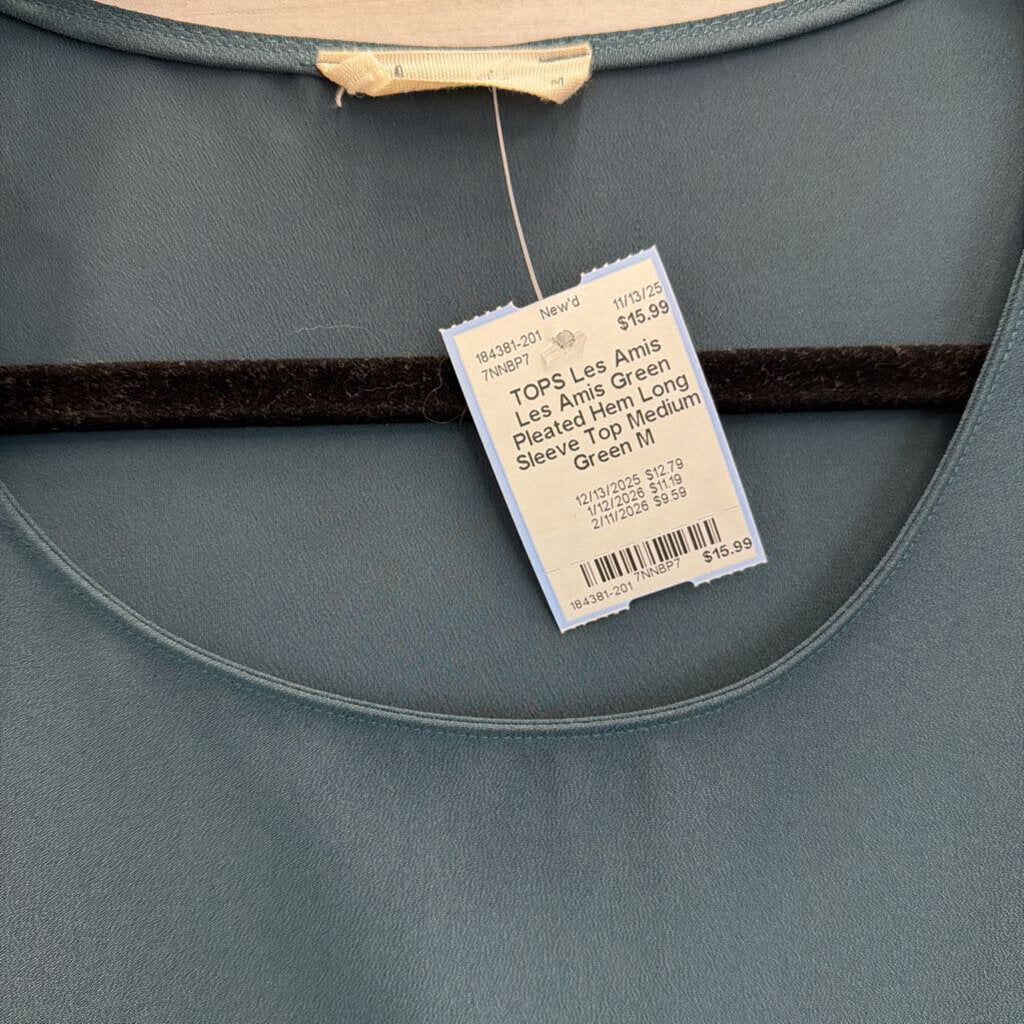 M
New'd
184381-201 11/13/25
7NNBP7 $15.99
TOPS Les Amis
Les Amis Green
Pleated Hem Long
Sleeve Top Medium
Green M
12/13/2025 $12.79
1/12/2026 $11.19
2/11/2026 $9.59
184381-201 7NNBP7 $15.99